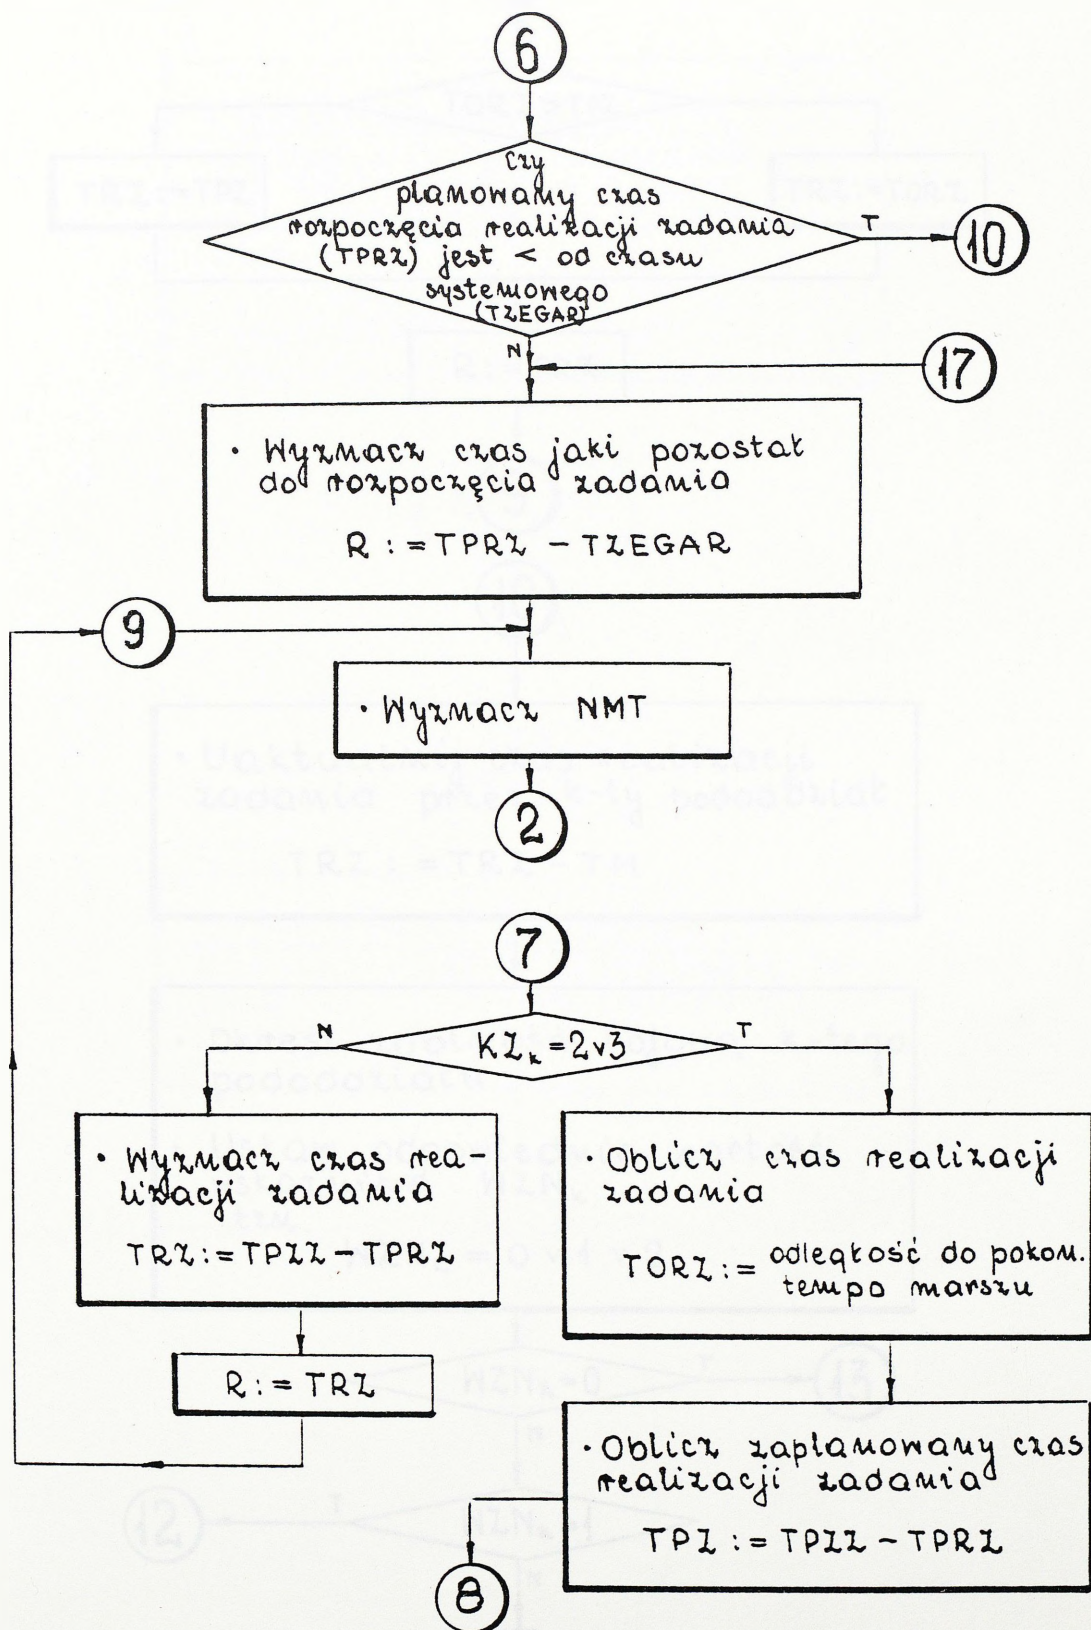 6
Czy
planowany czas
rozpoczęcia realizacji zadania
(TPRZ) jest < od czasu
systemowego
(TZEGAR)
T
10
N
17
• Wyznacz czas jaki pozostał
do rozpoczęcia zadania
R := TPRZ – TZEGAR
9
• Wyznacz NMT
2
7
N
KZk = 2 v 3
T
• Wyznacz czas rea-
lizacji zadania
TRZ := TPZZ – TPRZ
R := TRZ
• Oblicz czas realizacji
zadania
TORZ := odległość do pokon.
tempo marszu
• Oblicz zaplanowany czas
realizacji zadania
TPZ := TPZZ – TPRZ
8